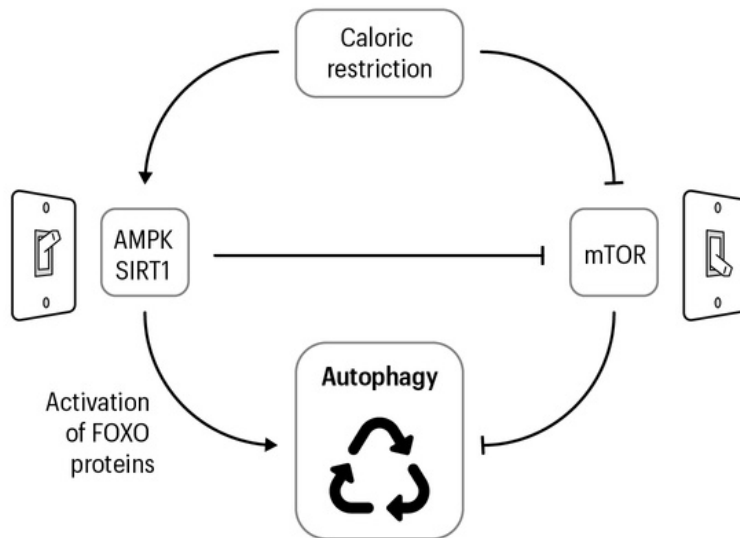 Caloric
restriction
AMPK
SIRT1
mTOR
Autophagy
Activation
of FOXO
proteins